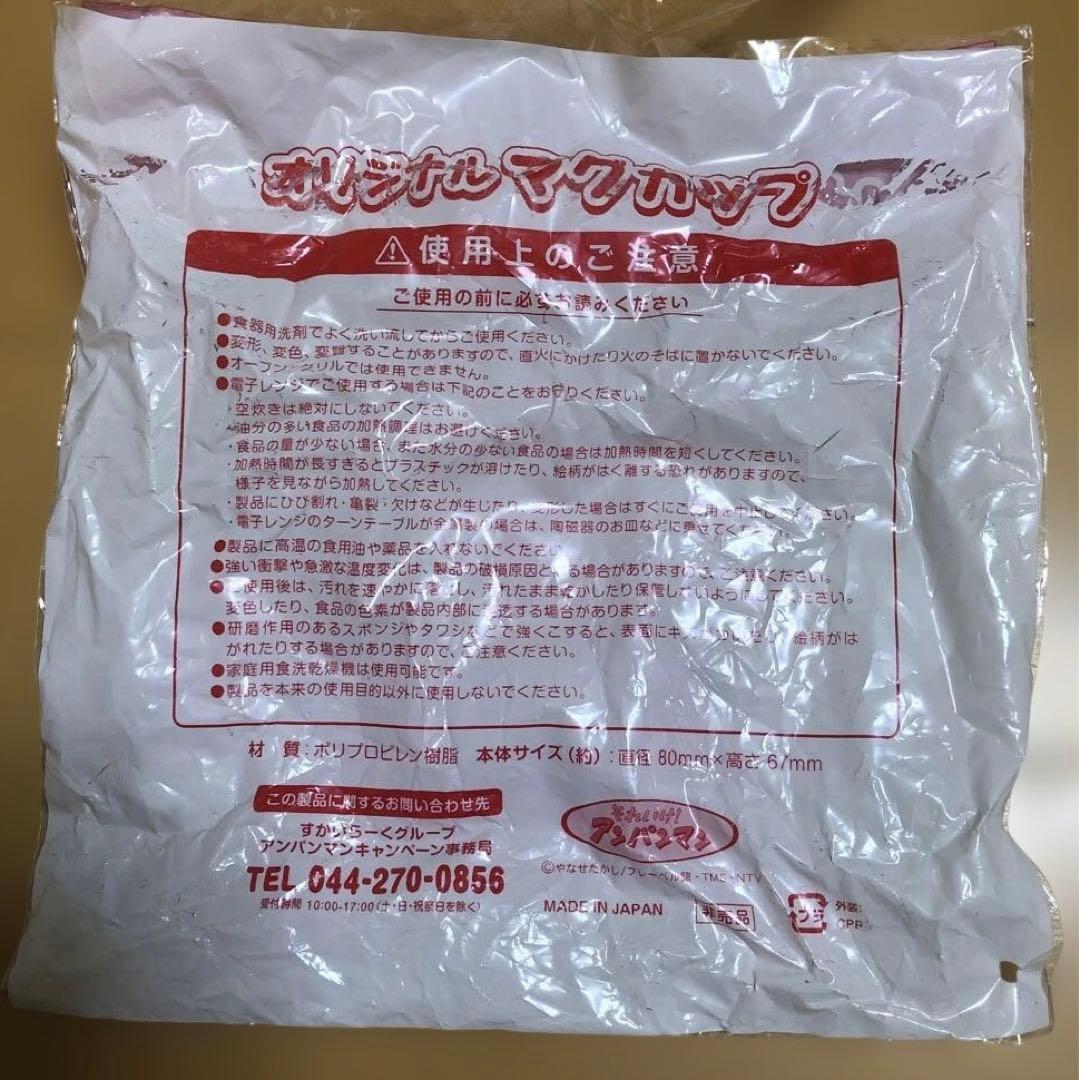 オリジナルマグカップ
使用上のご注意
ご使用の前に必ずお読みください
●食器用洗剤でよく洗い流してからご使用ください。
●変形、変色、変質することがありますので、直火にかけたり火のそばに置かないでください。
●オーブン・グリルでは使用できません。
●電子レンジでご使用する場合は下記のことをお守りください。
・空炊きは絶対にしないでください。
・油分の多い食品の加熱調理はお避けください。
・食品の量が少ない場合、また水分の少ない食品の場合は加熱時間を短くしてください。
・加熱時間が長すぎるとプラスチックが溶けたり、絵柄がはく離する恐れがありますので、
様子を見ながら加熱してください。
・製品にひび割れ・亀裂・欠けなどが生じたり、変形した場合はすぐにご使用を中止してください。
・電子レンジのターンテーブルが金属製の場合は、陶磁器のお皿などに乗せてください。
●製品に高温の食用油や薬品を入れないでください。
●強い衝撃や急激な温度変化は、製品の破損原因となる場合がありますので、ご注意ください。
●ご使用後は、汚れを速やかに落とし、汚れたまま乾かしたり保管しないようにしてください。
変色したり、食品の色素が製品内部に浸透する場合があります。
●研磨作用のあるスポンジやタワシなどで強くこすると、表面にキズがついたり、絵柄がは
がれたりする場合がありますので、ご注意ください。
●家庭用食洗乾燥機は使用可能です。
●製品を本来の使用目的以外に使用しないでください。
材 質：ポリプロピレン樹脂 本体サイズ（約）：直径 80mm×高さ 67mm
この製品に関するお問い合わせ先
すかいらーくグループ
アンパンマンキャンペーン事務局
TEL 044-270-0856
受付時間 10:00-17:00（土・日・祝祭日を除く）
それいけ！
アンパンマン
©やなせたかし/フレーベル館・TMS・NTV
MADE IN JAPAN 非売品
プラ 外装:
CPP